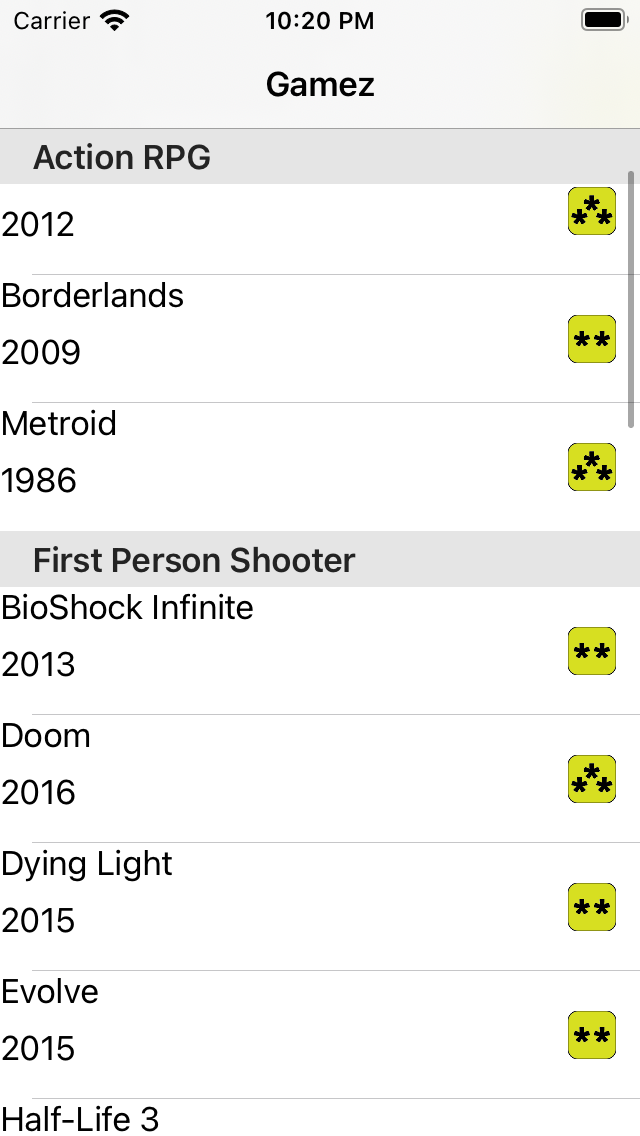 Carrier 10:20 PM
Gamez
Action RPG
2012
***
Borderlands
2009
**
Metroid
1986
***
First Person Shooter
BioShock Infinite
2013
**
Doom
2016
***
Dying Light
2015
**
Evolve
2015
**
Half-Life 3